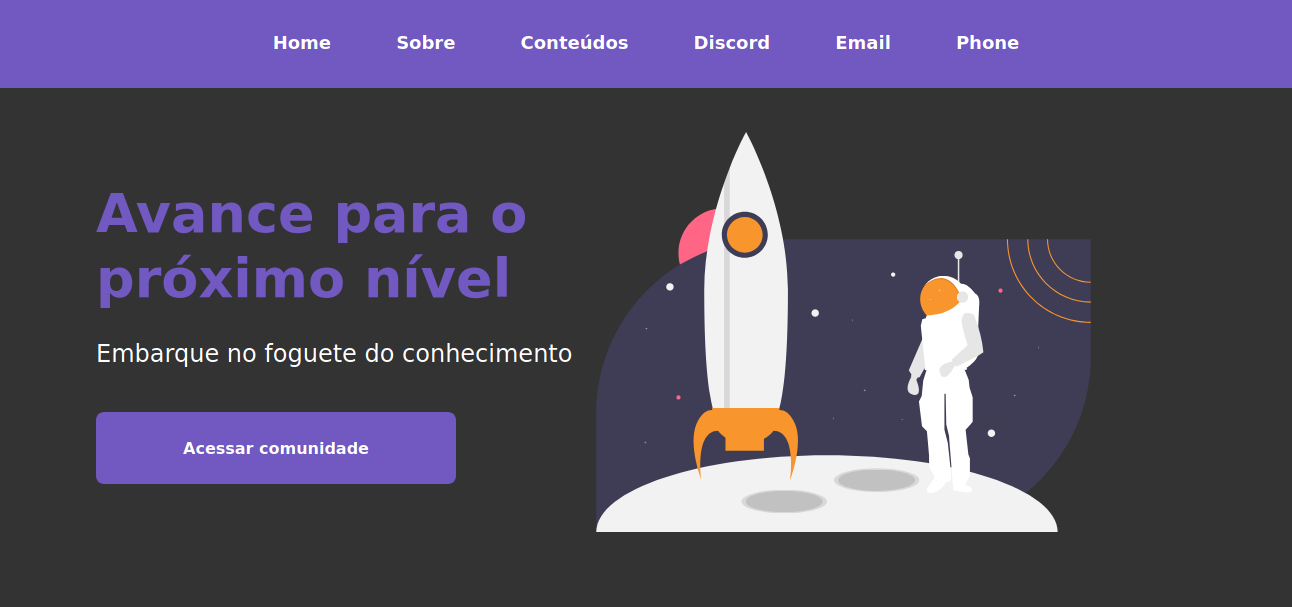 Home Sobre Conteúdos Discord Email Phone
Avance para o
próximo nível
Embarque no foguete do conhecimento
Acessar comunidade